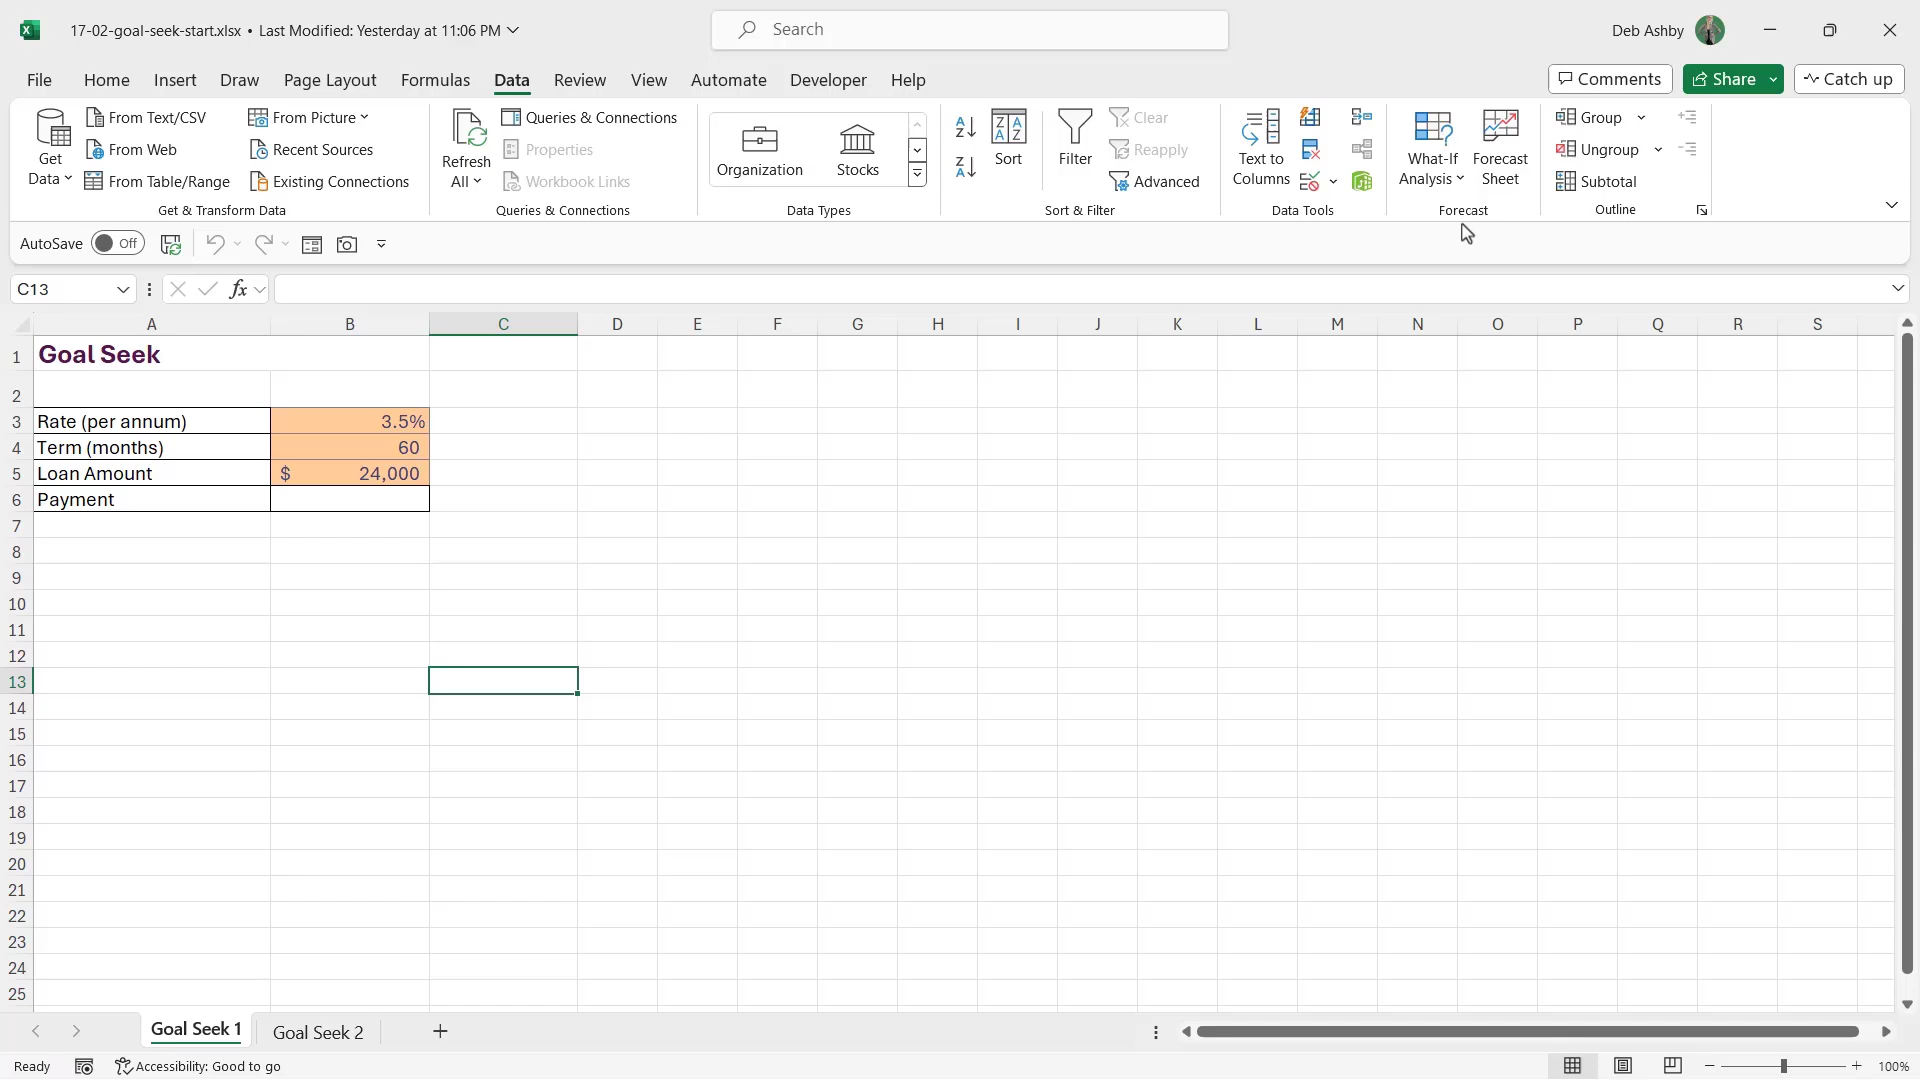 17-02-goal-seek-start.xlsx • Last Modified: Yesterday at 11:06 PM
Search
Deb Ashby
File Home Insert Draw Page Layout Formulas Data Review View Automate Developer Help
Comments Share Catch up
Get Data
From Text/CSV
From Web
From Table/Range
From Picture
Recent Sources
Existing Connections
Get & Transform Data
Refresh All
Queries & Connections
Properties
Workbook Links
Queries & Connections
Organization Stocks
Data Types
Sort
Filter
Clear
Reapply
Advanced
Sort & Filter
Text to Columns
Data Tools
What-If Analysis
Forecast Sheet
Forecast
Group
Ungroup
Subtotal
Outline
AutoSave Off
C13 fx
A B C D E F G H I J K L M N O P Q R S
1 Goal Seek
2
3 Rate (per annum) 3.5%
4 Term (months) 60
5 Loan Amount $ 24,000
6 Payment
7
8
9
10
11
12
13
14
15
16
17
18
19
20
21
22
23
24
25
Goal Seek 1 Goal Seek 2
Ready Accessibility: Good to go 100%